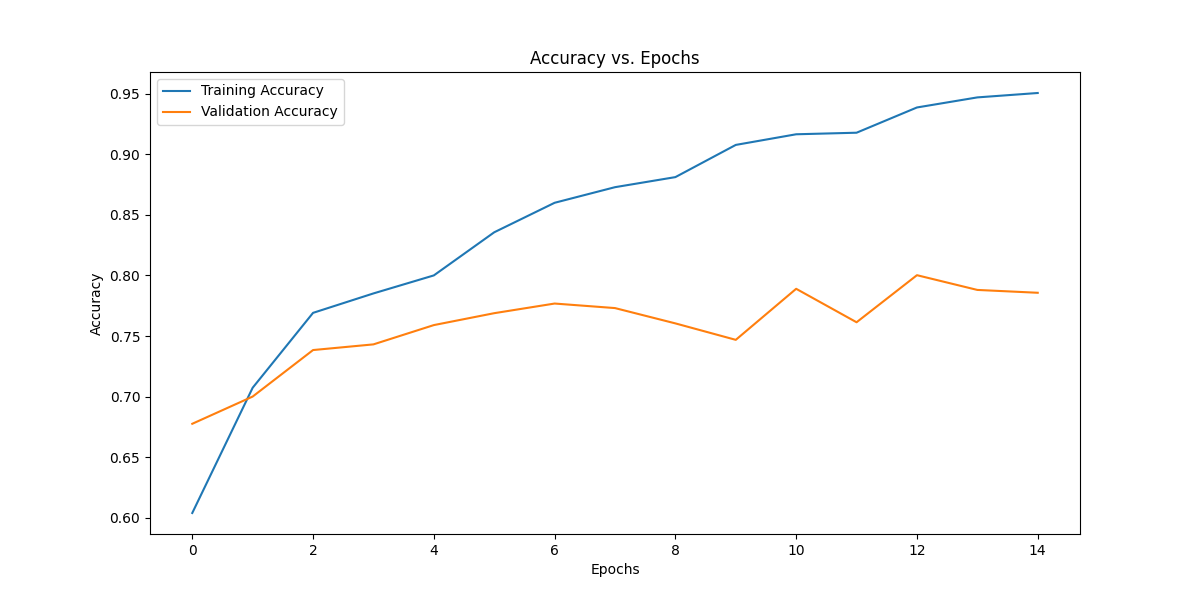 Accuracy vs. Epochs
Training Accuracy
Validation Accuracy
0.95
0.90
0.85
0.80
0.75
0.70
0.65
0.60
Accuracy
0 2 4 6 8 10 12 14
Epochs